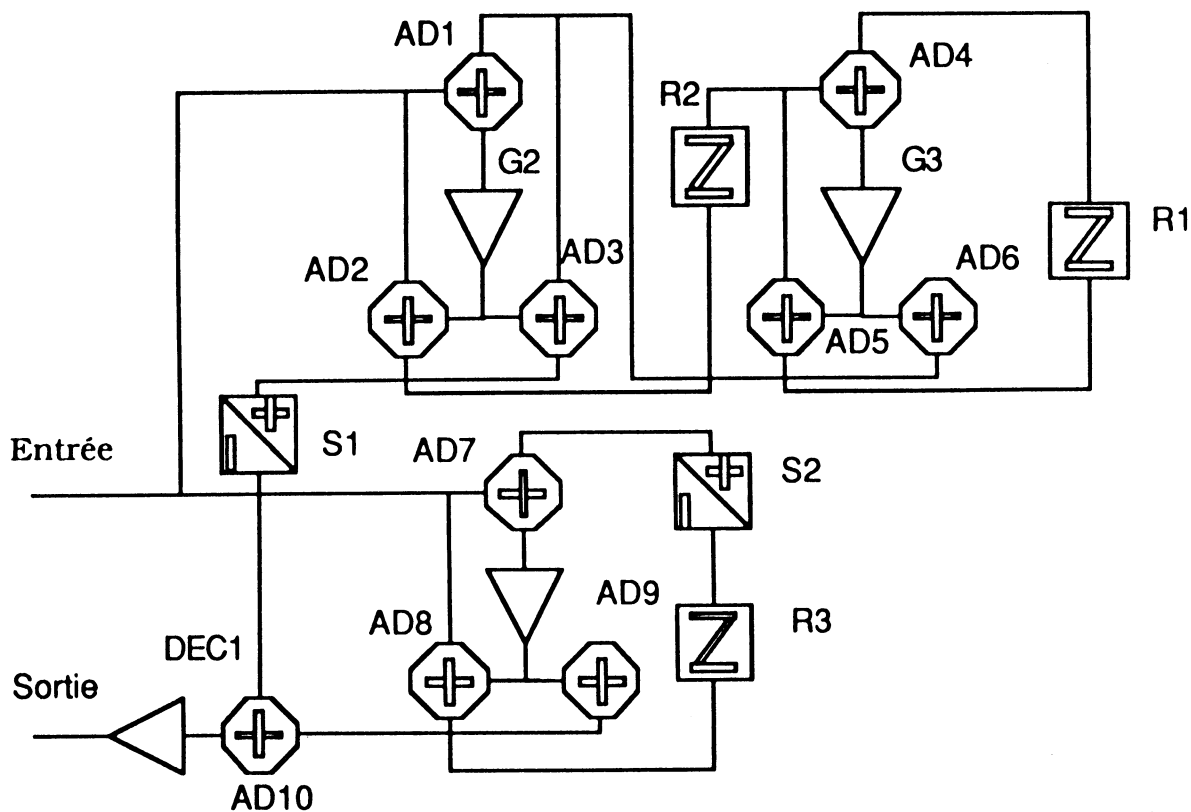 AD1
AD4
R2
G2
G3
R1
AD2
AD3
AD6
AD5
Entrée
S1
AD7
S2
AD8
AD9
R3
DEC1
Sortie
AD10